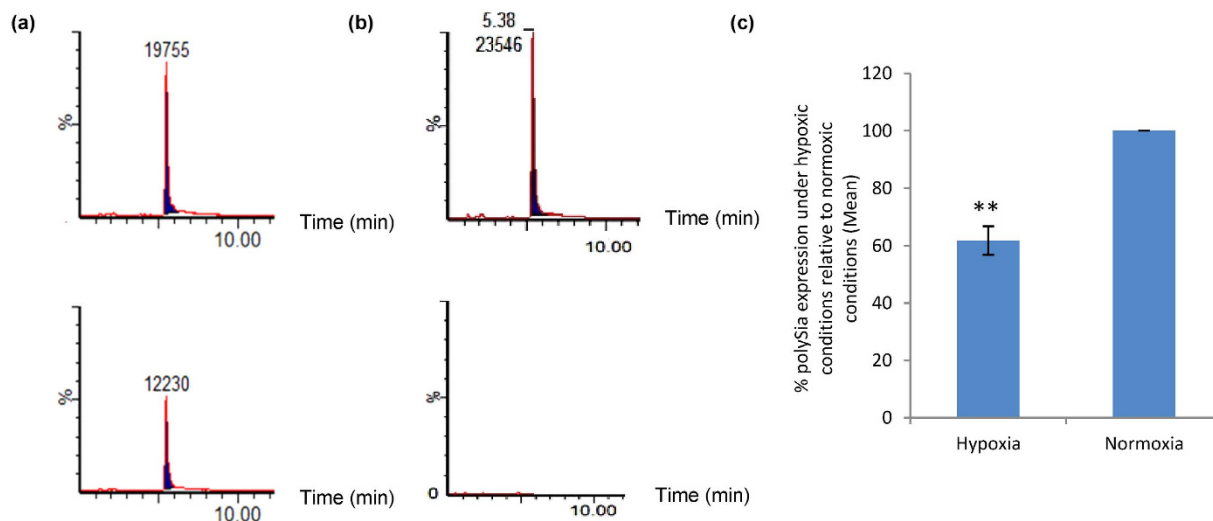 (a)
19755
%
Time (min)
10.00
12230
%
Time (min)
10.00
(b)
5.38
23546
%
Time (min)
10.00
%
0
Time (min)
10.00
(c)
% polySia expression under hypoxic
conditions relative to normoxic
conditions (Mean)
120
100
80
60
40
20
0
**
Hypoxia
Normoxia